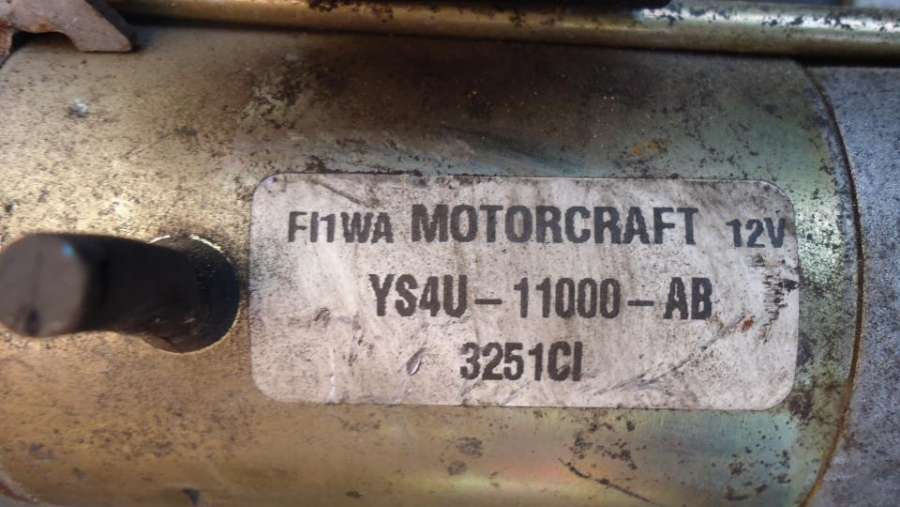 FI1WA MOTORCRAFT 12V
YS4U-11000-AB
3251CI